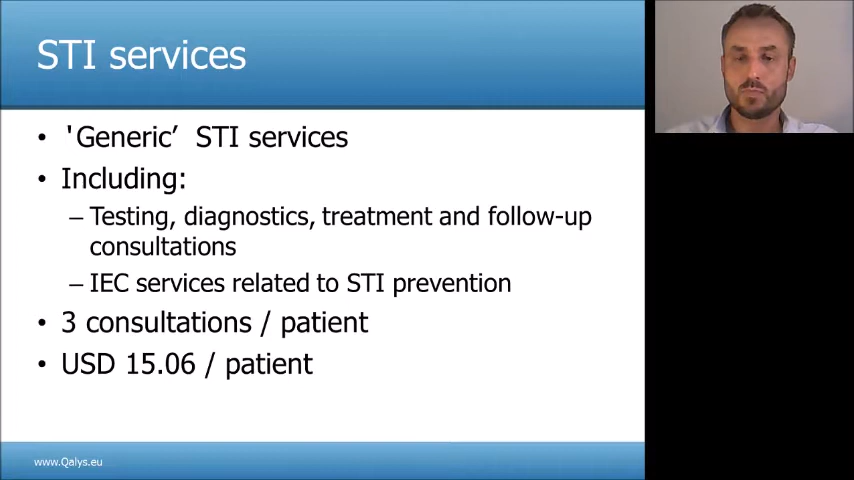 STI services
• 'Generic’ STI services
• Including:
– Testing, diagnostics, treatment and follow-up
consultations
– IEC services related to STI prevention
• 3 consultations / patient
• USD 15.06 / patient
www.Qalys.eu